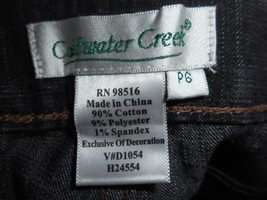 Coldwater Creek®
P6
RN 98516
Made in China
90% Cotton
9% Polyester
1% Spandex
Exclusive Of Decoration
V#D1054
H24554